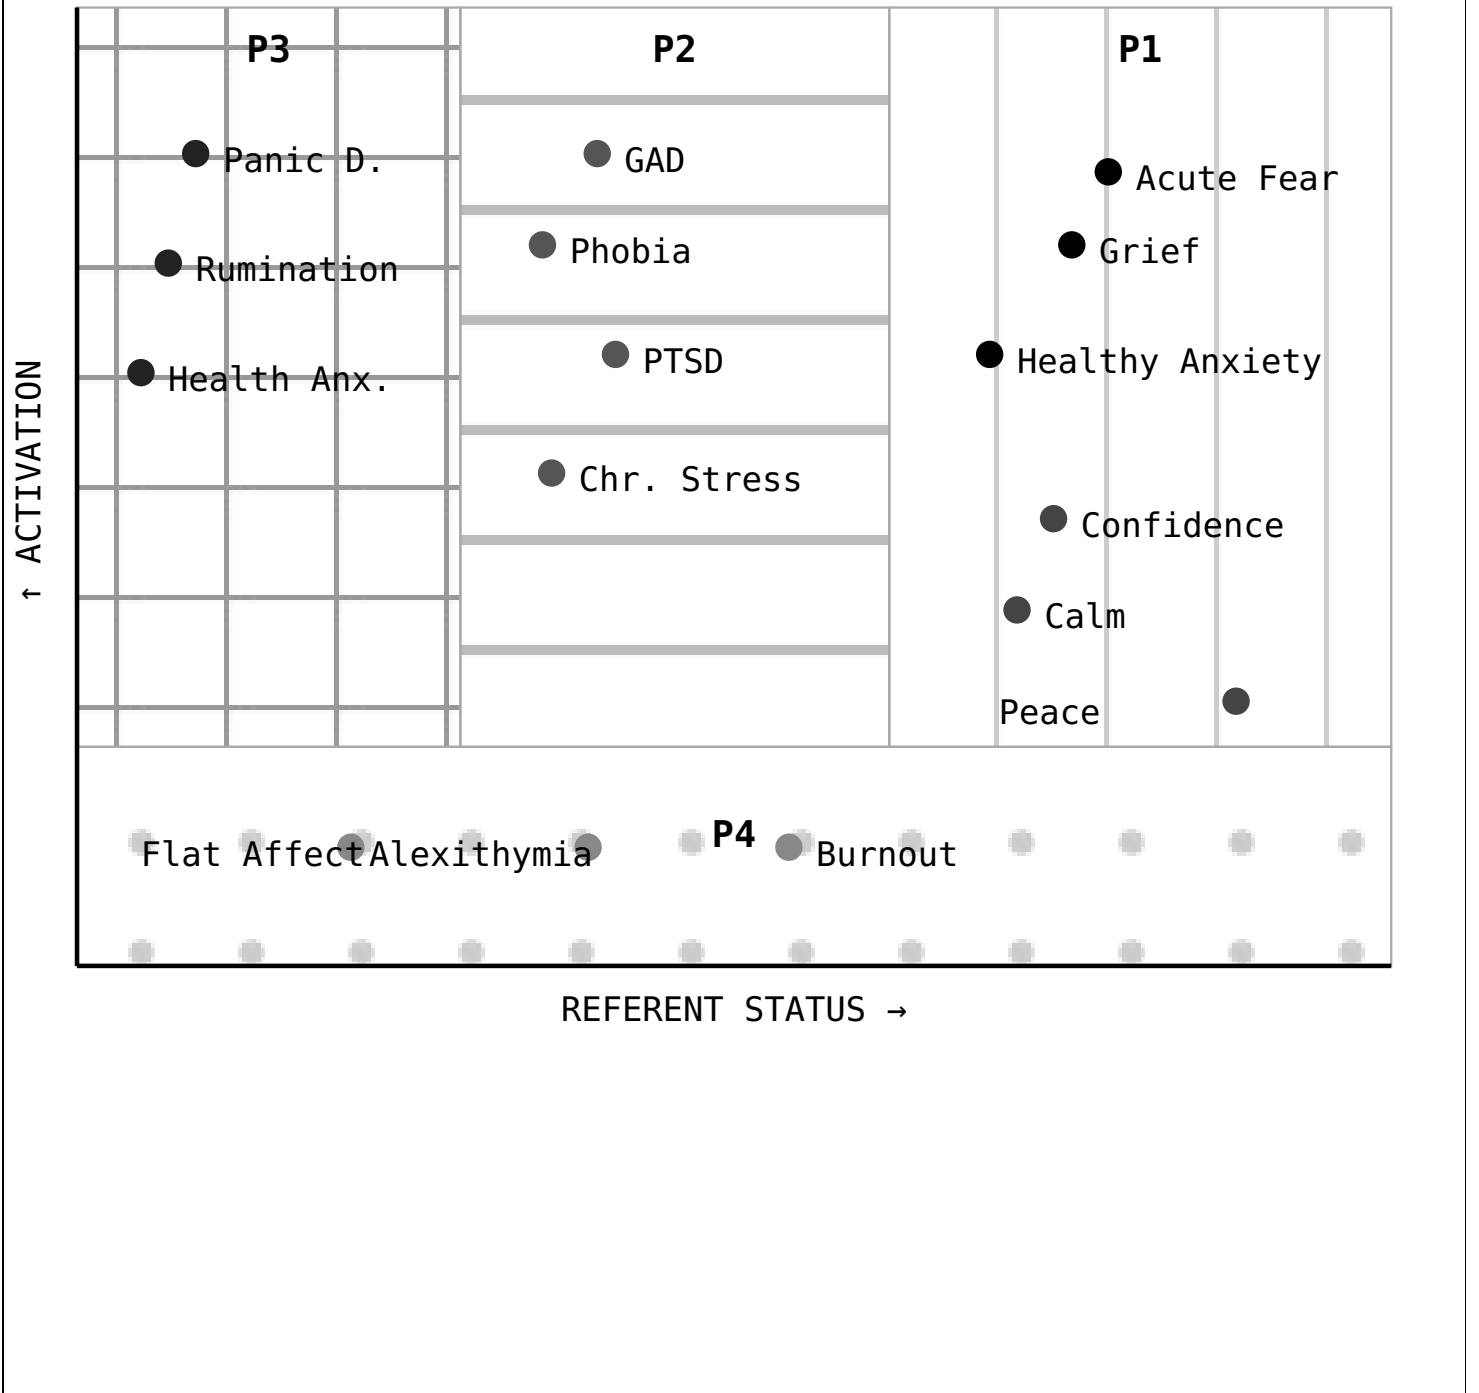 P3
P2
P1
Panic D.
GAD
Acute Fear
Rumination
Phobia
Grief
Health Anx.
PTSD
Healthy Anxiety
Chr. Stress
Confidence
Calm
Peace
P4
Flat Affect
Alexithymia
Burnout
↑ ACTIVATION
REFERENT STATUS →